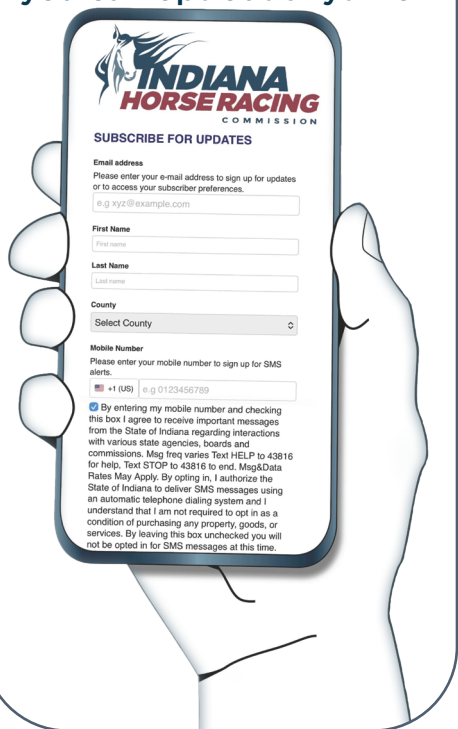 INDIANA
HORSE RACING
COMMISSION
SUBSCRIBE FOR UPDATES
Email address
Please enter your e-mail address to sign up for updates
or to access your subscriber preferences.
e.g xyz@example.com
First Name
First name
Last Name
Last name
County
Select County
Mobile Number
Please enter your mobile number to sign up for SMS
alerts.
+1 (US) e.g 0123456789
By entering my mobile number and checking
this box I agree to receive important messages
from the State of Indiana regarding interactions
with various state agencies, boards and
commissions. Msg freq varies Text HELP to 43816
for help, Text STOP to 43816 to end, Msg&Data
Rates May Apply. By opting in, I authorize the
State of Indiana to deliver SMS messages using
an automatic telephone dialing system and I
understand that I am not required to opt in as a
condition of purchasing any property, goods, or
services. By leaving this box unchecked you will
not be opted in for SMS messages at this time.